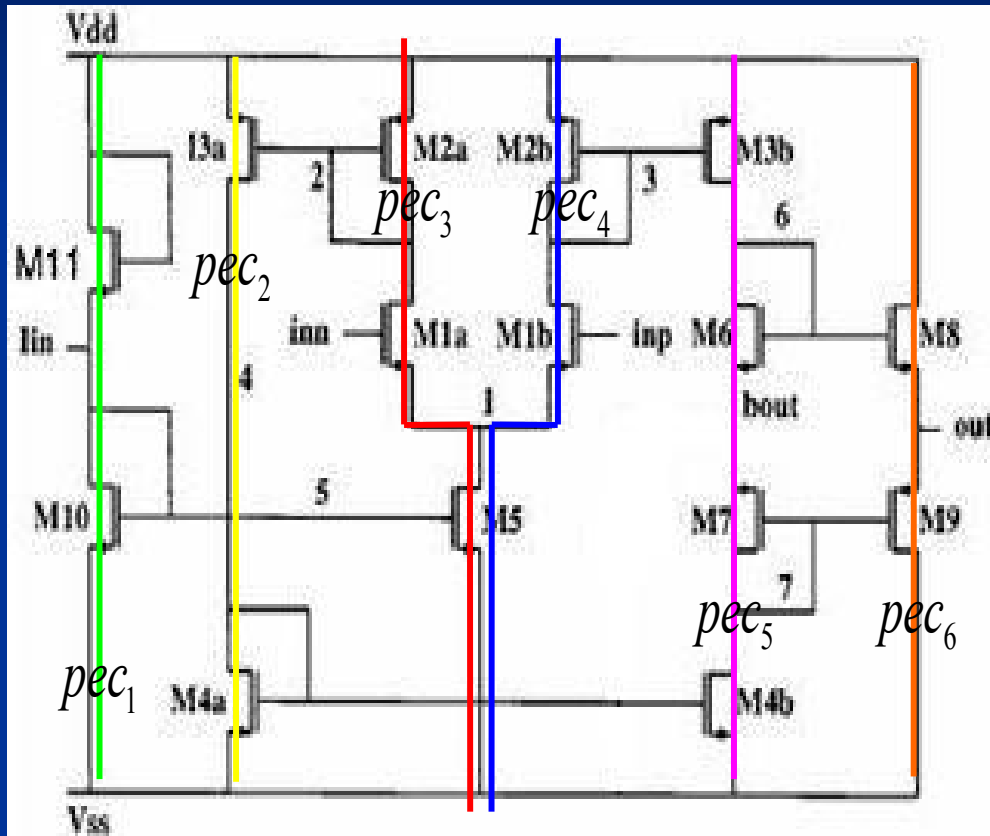 Vdd
I3a M2a M2b M3b
2 3
pec3 pec4 6
M11 pec2
Iin inn M1a M1b inp M6 M8
4 1 bout out
5
M10 M5 M7 M9
7
pec1 pec5 pec6
M4a M4b
Vss